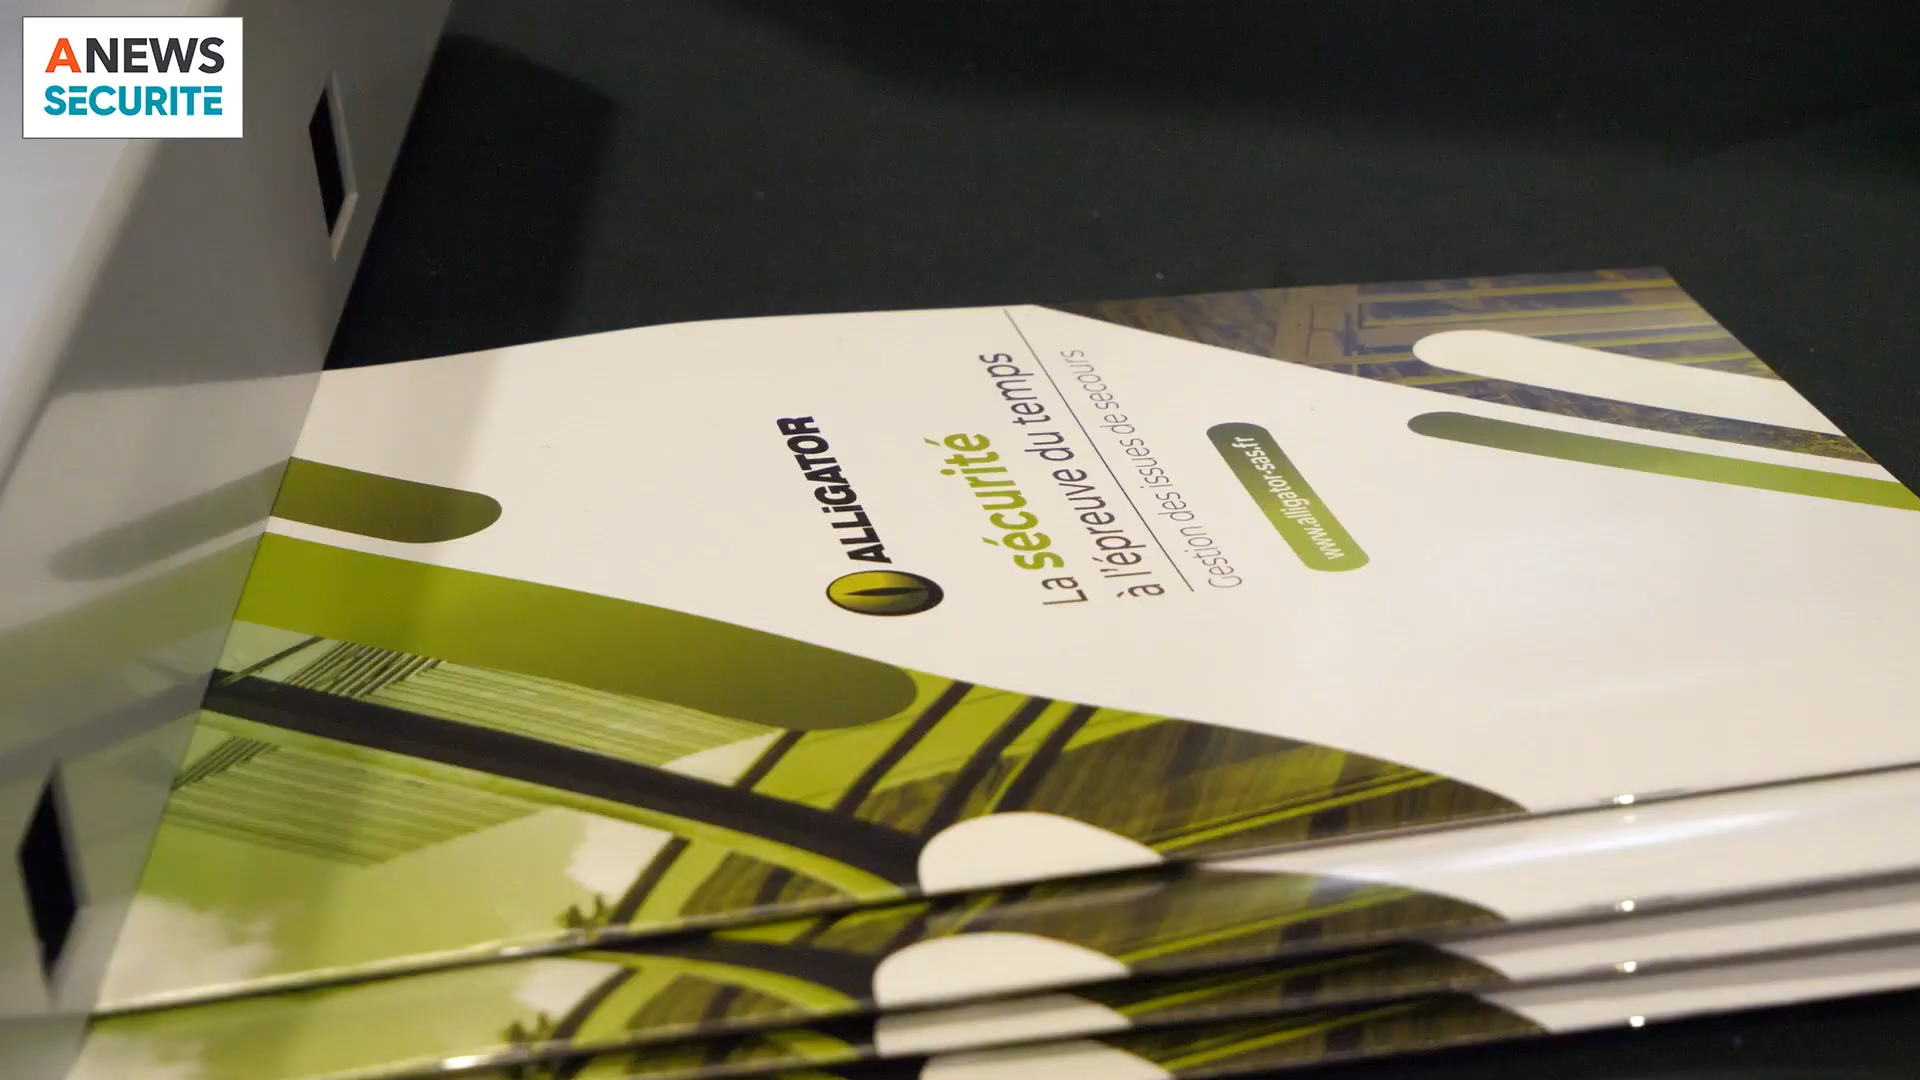 ANEWS
SECURITE
ALLiGATOR
La sécurité
à l'épreuve du temps
Gestion des issues de secours
www.alligator-sas.fr